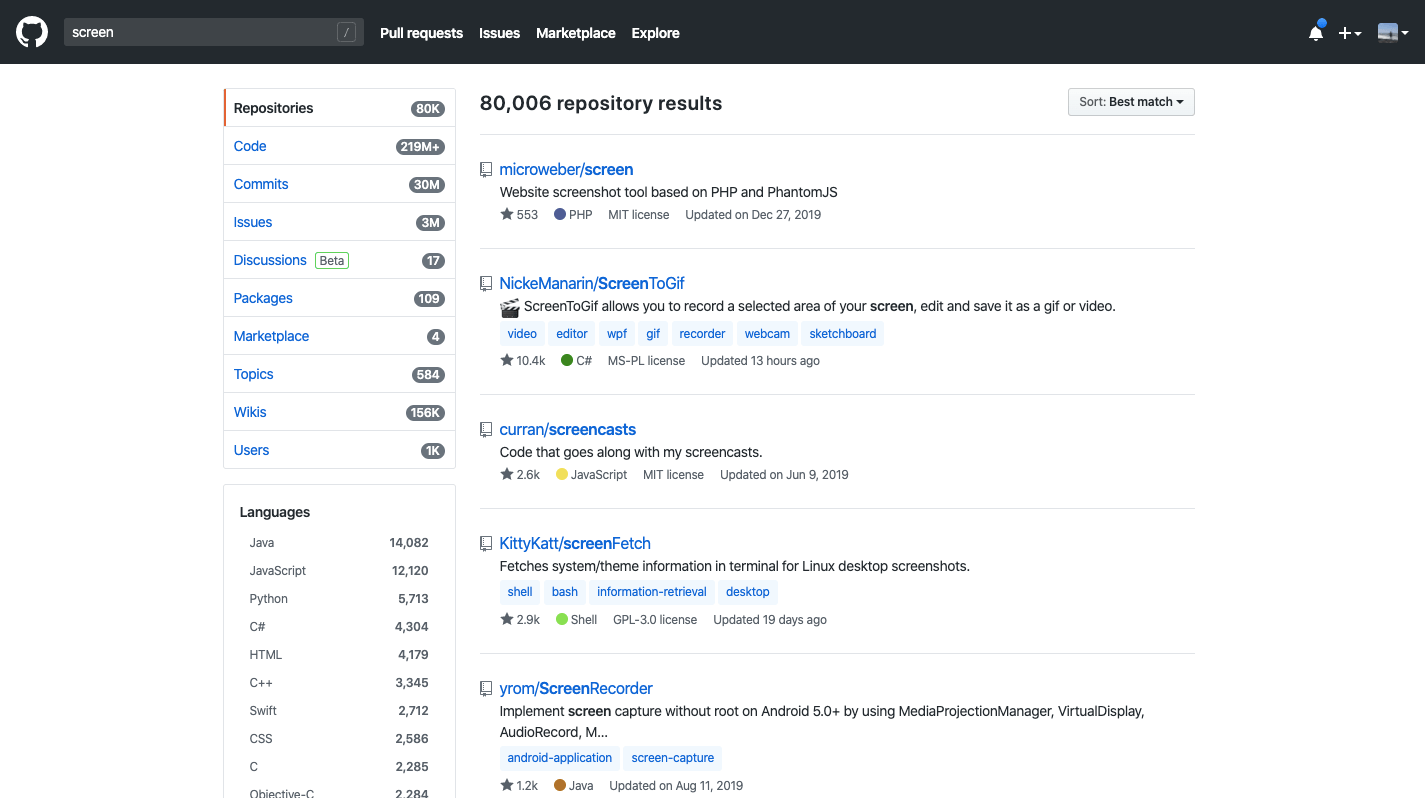 screen /
Pull requests Issues Marketplace Explore
Repositories 80K
Code 219M+
Commits 30M
Issues 3M
Discussions Beta 17
Packages 109
Marketplace 4
Topics 584
Wikis 156K
Users 1K
Languages
Java 14,082
JavaScript 12,120
Python 5,713
C# 4,304
HTML 4,179
C++ 3,345
Swift 2,712
CSS 2,586
C 2,285
Objective-C 2,284
80,006 repository results
Sort: Best match
microweber/screen
Website screenshot tool based on PHP and PhantomJS
553 PHP MIT license Updated on Dec 27, 2019
NickeManarin/ScreenToGif
ScreenToGif allows you to record a selected area of your screen, edit and save it as a gif or video.
video editor wpf gif recorder webcam sketchboard
10.4k C# MS-PL license Updated 13 hours ago
curran/screencasts
Code that goes along with my screencasts.
2.6k JavaScript MIT license Updated on Jun 9, 2019
KittyKatt/screenFetch
Fetches system/theme information in terminal for Linux desktop screenshots.
shell bash information-retrieval desktop
2.9k Shell GPL-3.0 license Updated 19 days ago
yrom/ScreenRecorder
Implement screen capture without root on Android 5.0+ by using MediaProjectionManager, VirtualDisplay,
AudioRecord, M...
android-application screen-capture
1.2k Java Updated on Aug 11, 2019